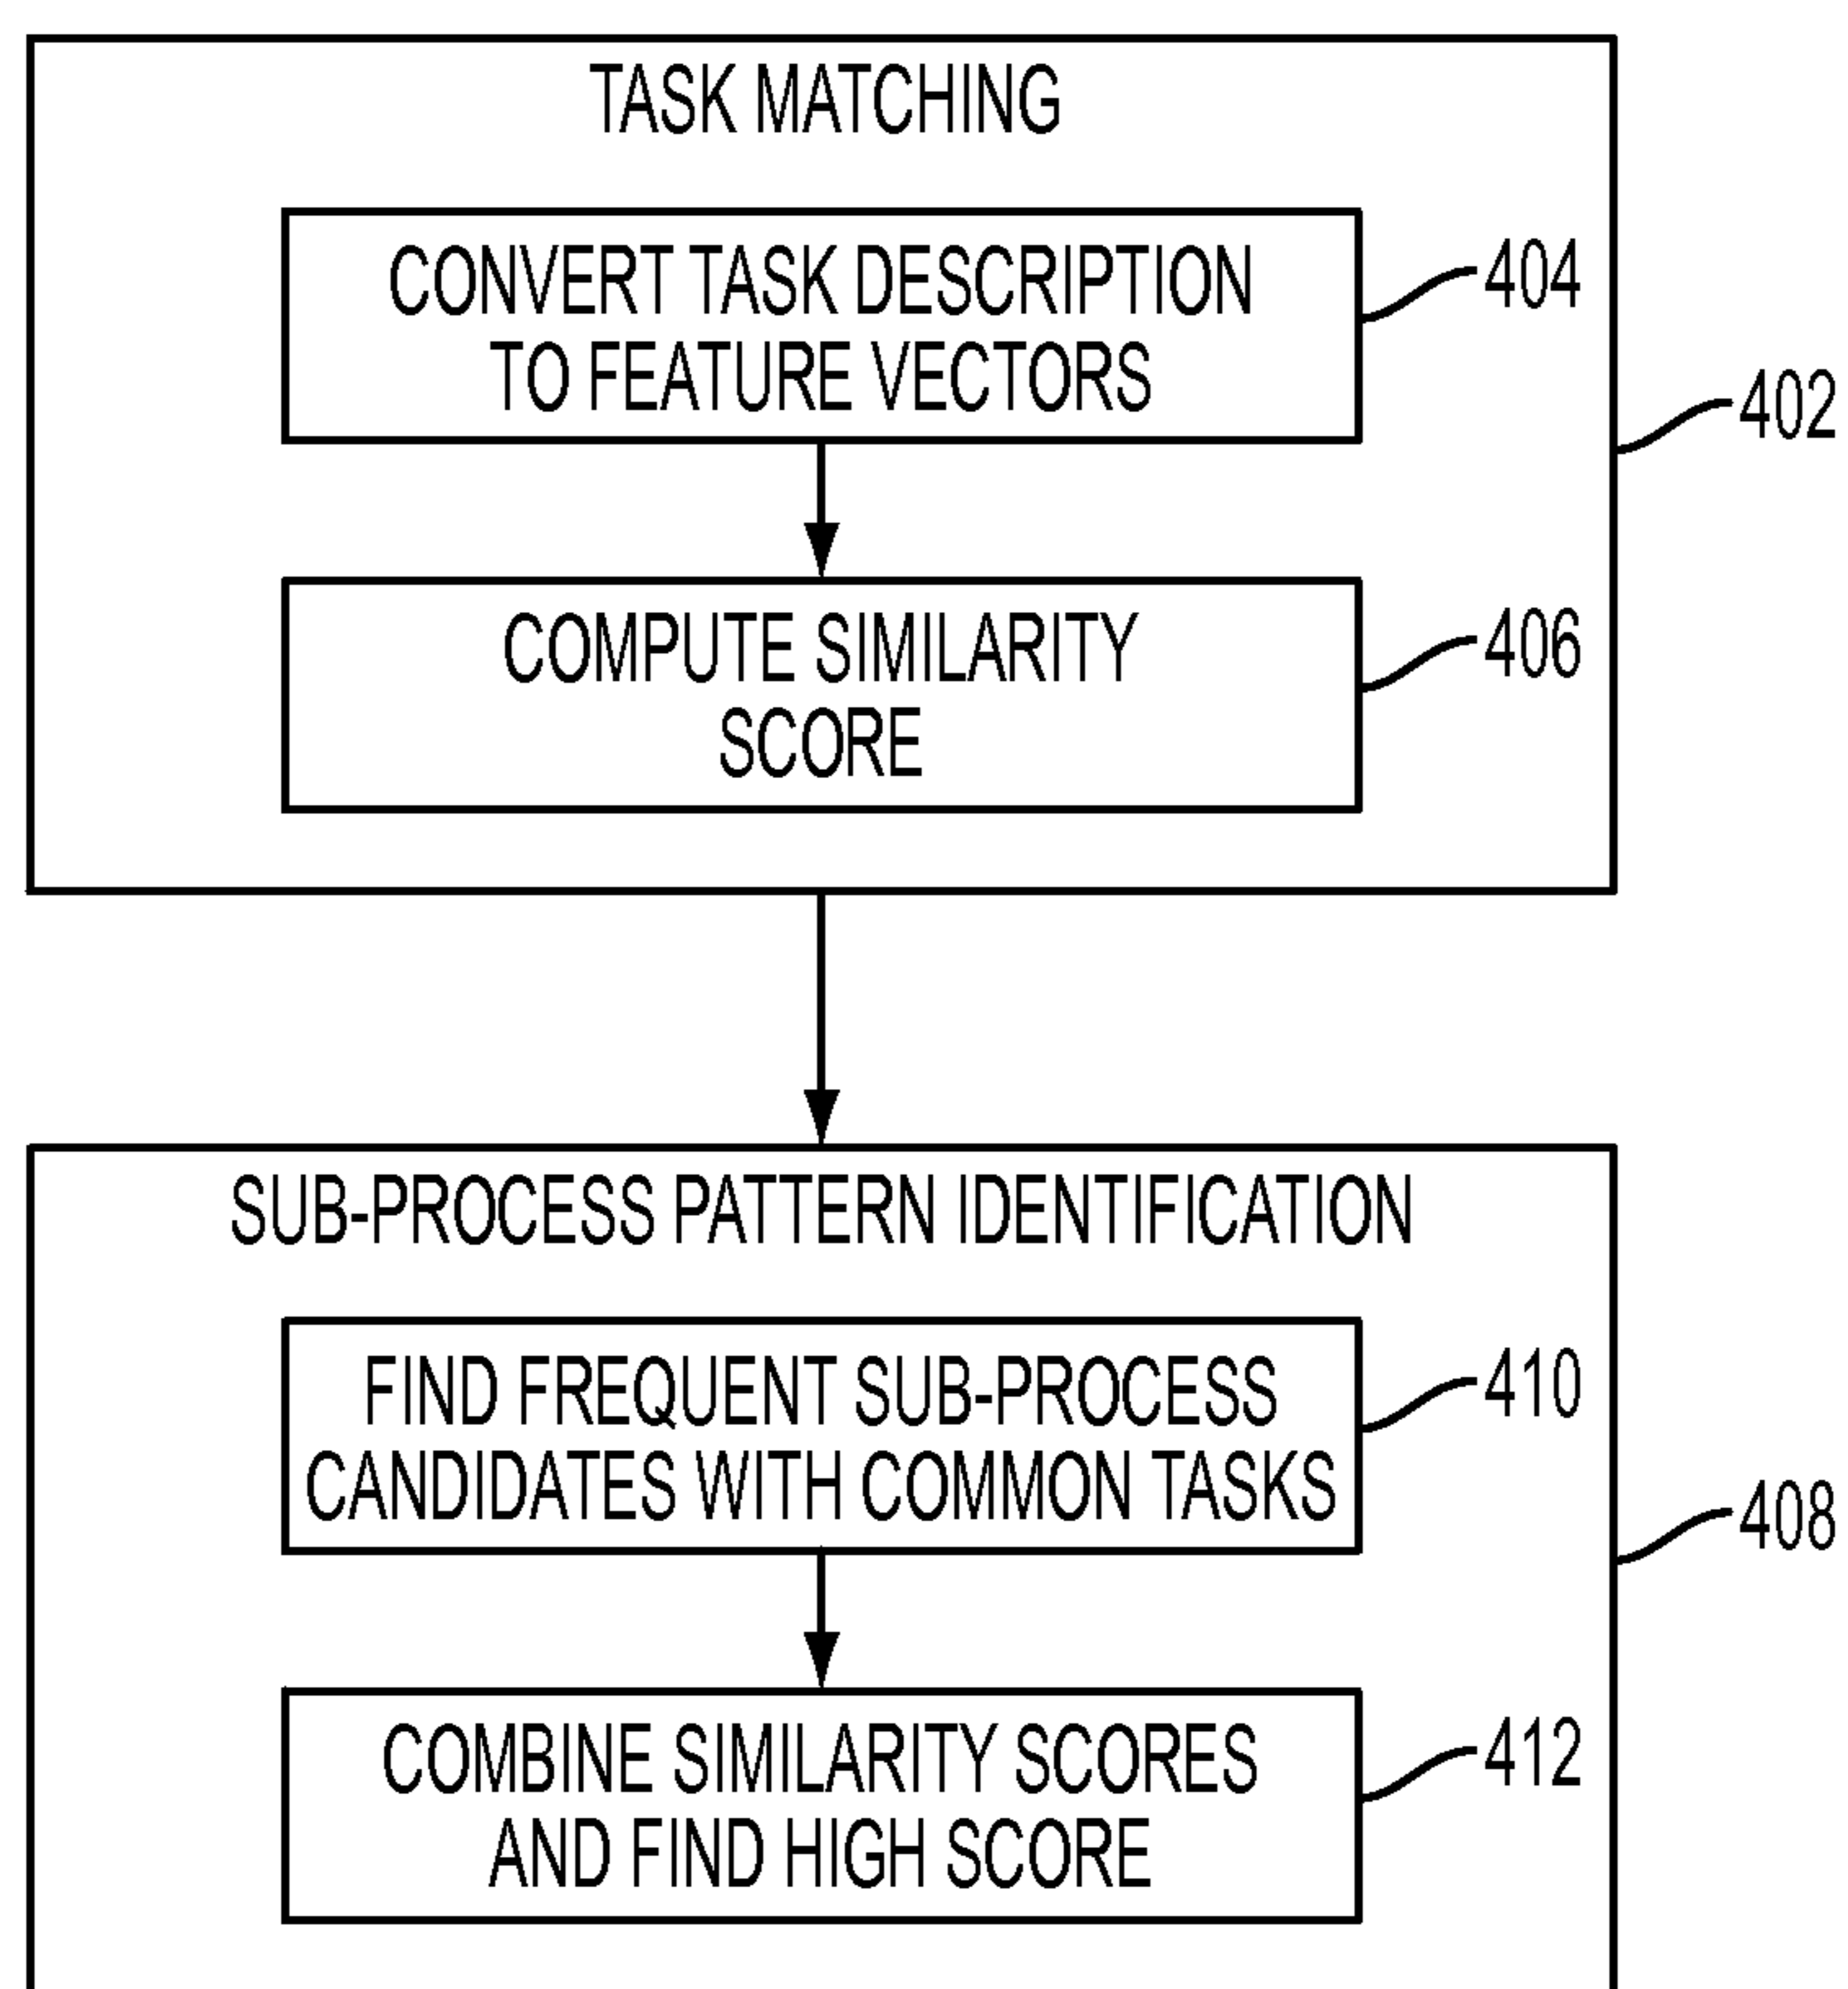 TASK MATCHING
CONVERT TASK DESCRIPTION
TO FEATURE VECTORS
404
402
COMPUTE SIMILARITY
SCORE
406
SUB-PROCESS PATTERN IDENTIFICATION
FIND FREQUENT SUB-PROCESS
CANDIDATES WITH COMMON TASKS
410
408
COMBINE SIMILARITY SCORES
AND FIND HIGH SCORE
412